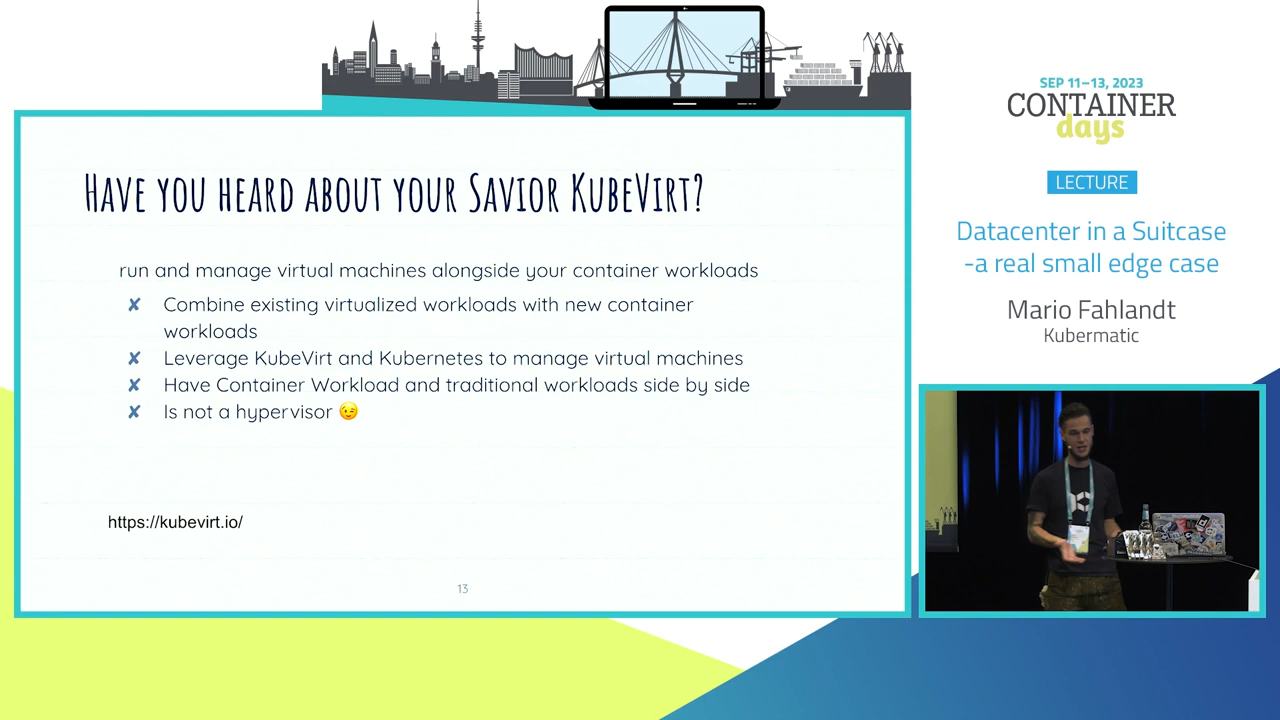 SEP 11–13, 2023
CONTAINER
days
LECTURE
Datacenter in a Suitcase
-a real small edge case
Mario Fahlandt
Kubermatic
Have you heard about your Savior KubeVirt?
run and manage virtual machines alongside your container workloads
✘ Combine existing virtualized workloads with new container
workloads
✘ Leverage KubeVirt and Kubernetes to manage virtual machines
✘ Have Container Workload and traditional workloads side by side
✘ Is not a hypervisor 😉
https://kubevirt.io/
13